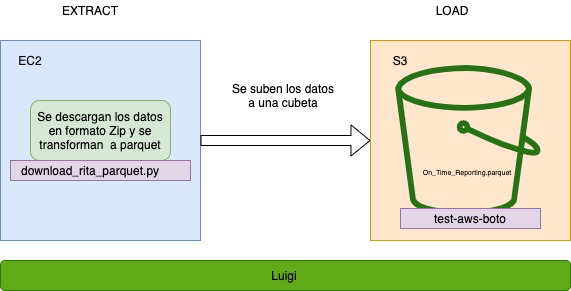 EXTRACT
LOAD
EC2
Se descargan los datos
en formato Zip y se
transforman a parquet
download_rita_parquet.py
Se suben los datos
a una cubeta
S3
On_Time_Reporting.parquet
test-aws-boto
Luigi